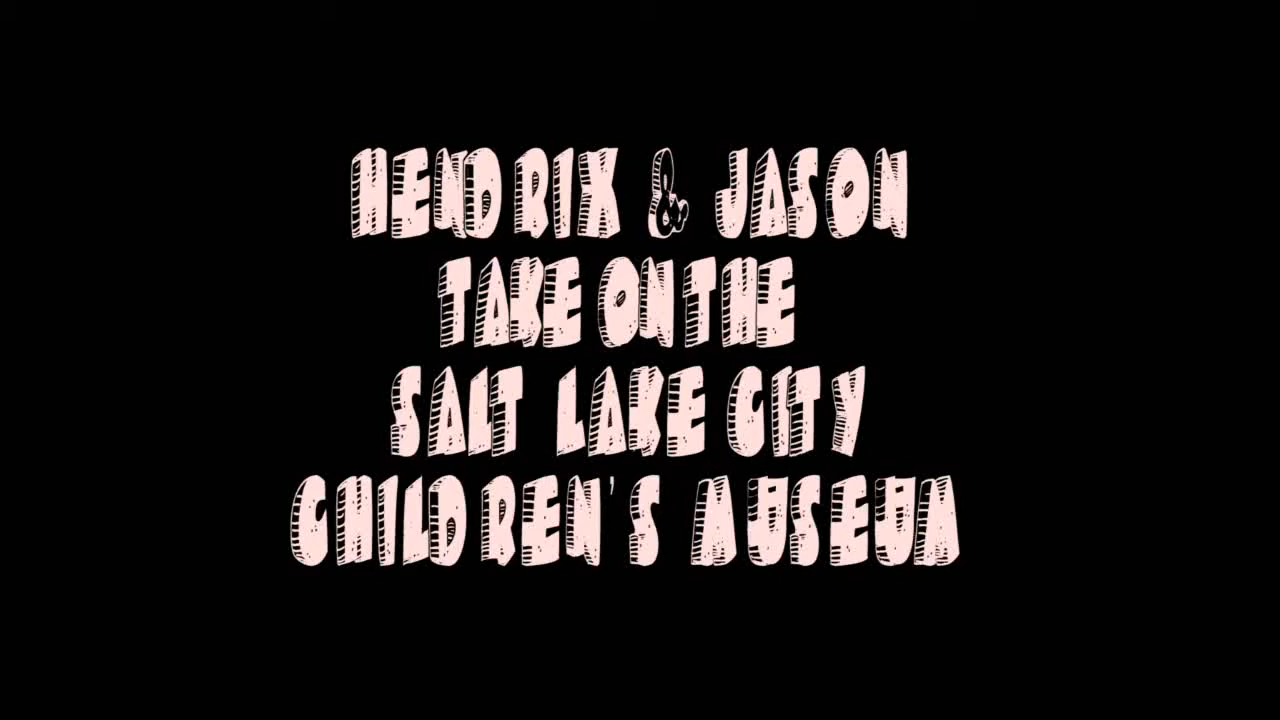 HENDRIX & JASON
TAKE ON THE
SALT LAKE CITY
CHILDREN'S MUSEUM